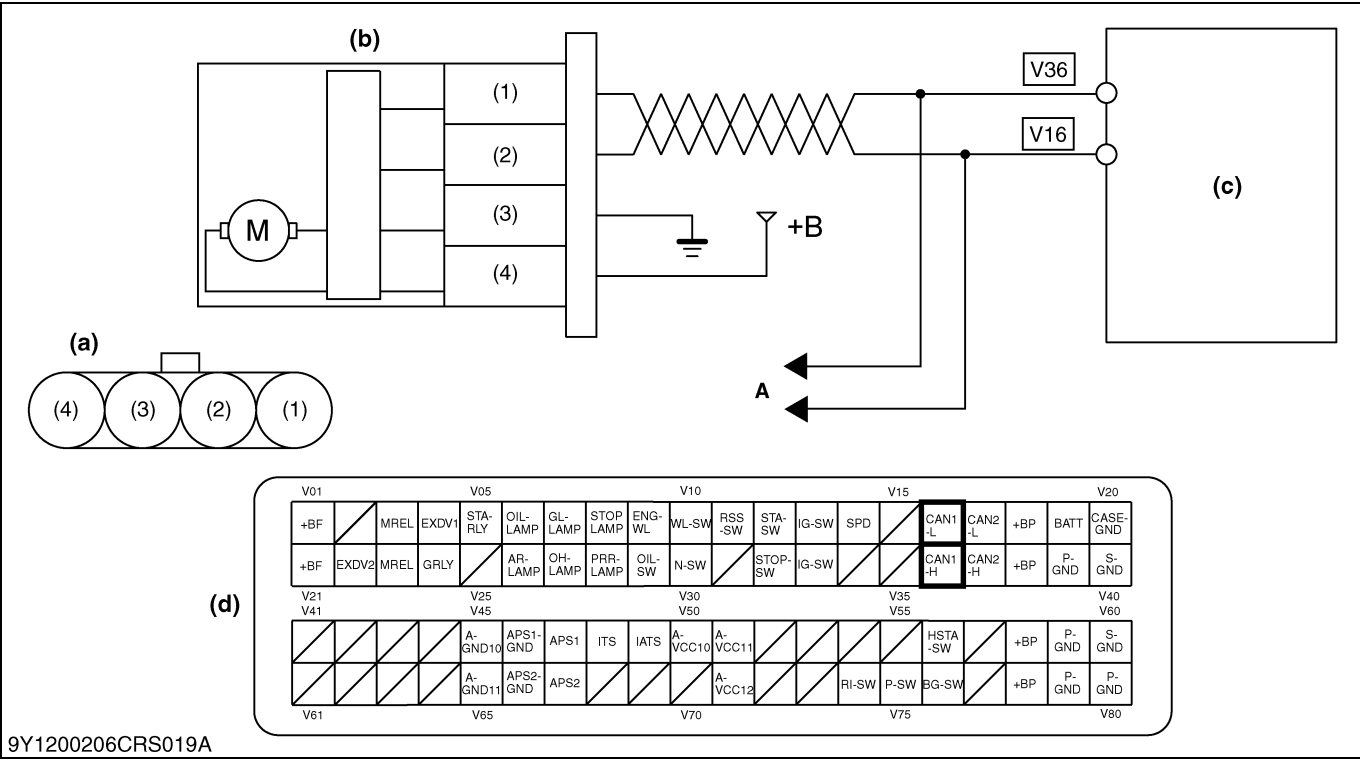 (b)
V36
(1)
V16
(2)
(c)
(3)
M
+B
(4)
(a)
A
(4) (3) (2) (1)
V01 V05 V10 V15 V20
+BF MREL EXDV1 STA-RLY OIL-LAMP GL-LAMP STOP LAMP ENG-WL WL-SW RSS-SW STA-SW IG-SW SPD CAN1-L CAN2-L +BP BATT CASE-GND
+BF EXDV2 MREL GRLY AR-LAMP OH-LAMP PRR-LAMP OIL-SW N-SW STOP-SW IG-SW CAN1-H CAN2-H +BP P-GND S-GND
(d)
V21 V25 V30 V35 V40
V41 V45 V50 V55 V60
A-GND10 APS1-GND APS1 ITS IATS A-VCC10 A-VCC11 HSTA-SW +BP P-GND S-GND
A-GND11 APS2-GND APS2 A-VCC12 RI-SW P-SW BG-SW +BP P-GND P-GND
V61 V65 V70 V75 V80
9Y1200206CRS019A